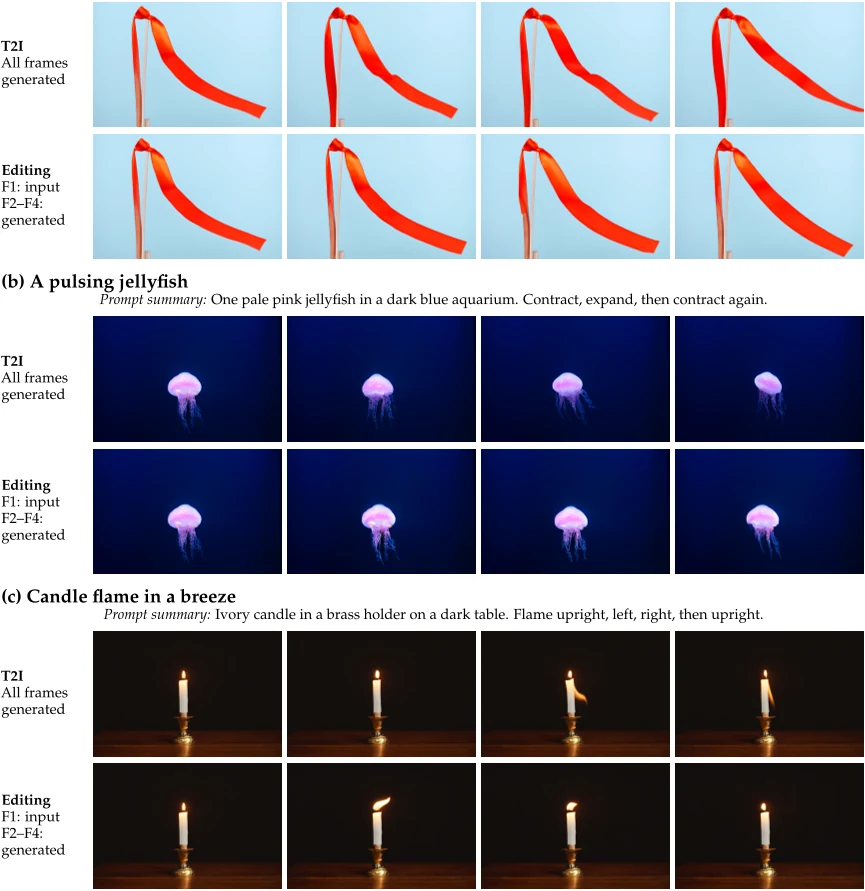 T2I
All frames
generated
Editing
F1: input
F2–F4:
generated
(b) A pulsing jellyfish
Prompt summary: One pale pink jellyfish in a dark blue aquarium. Contract, expand, then contract again.
T2I
All frames
generated
Editing
F1: input
F2–F4:
generated
(c) Candle flame in a breeze
Prompt summary: Ivory candle in a brass holder on a dark table. Flame upright, left, right, then upright.
T2I
All frames
generated
Editing
F1: input
F2–F4:
generated